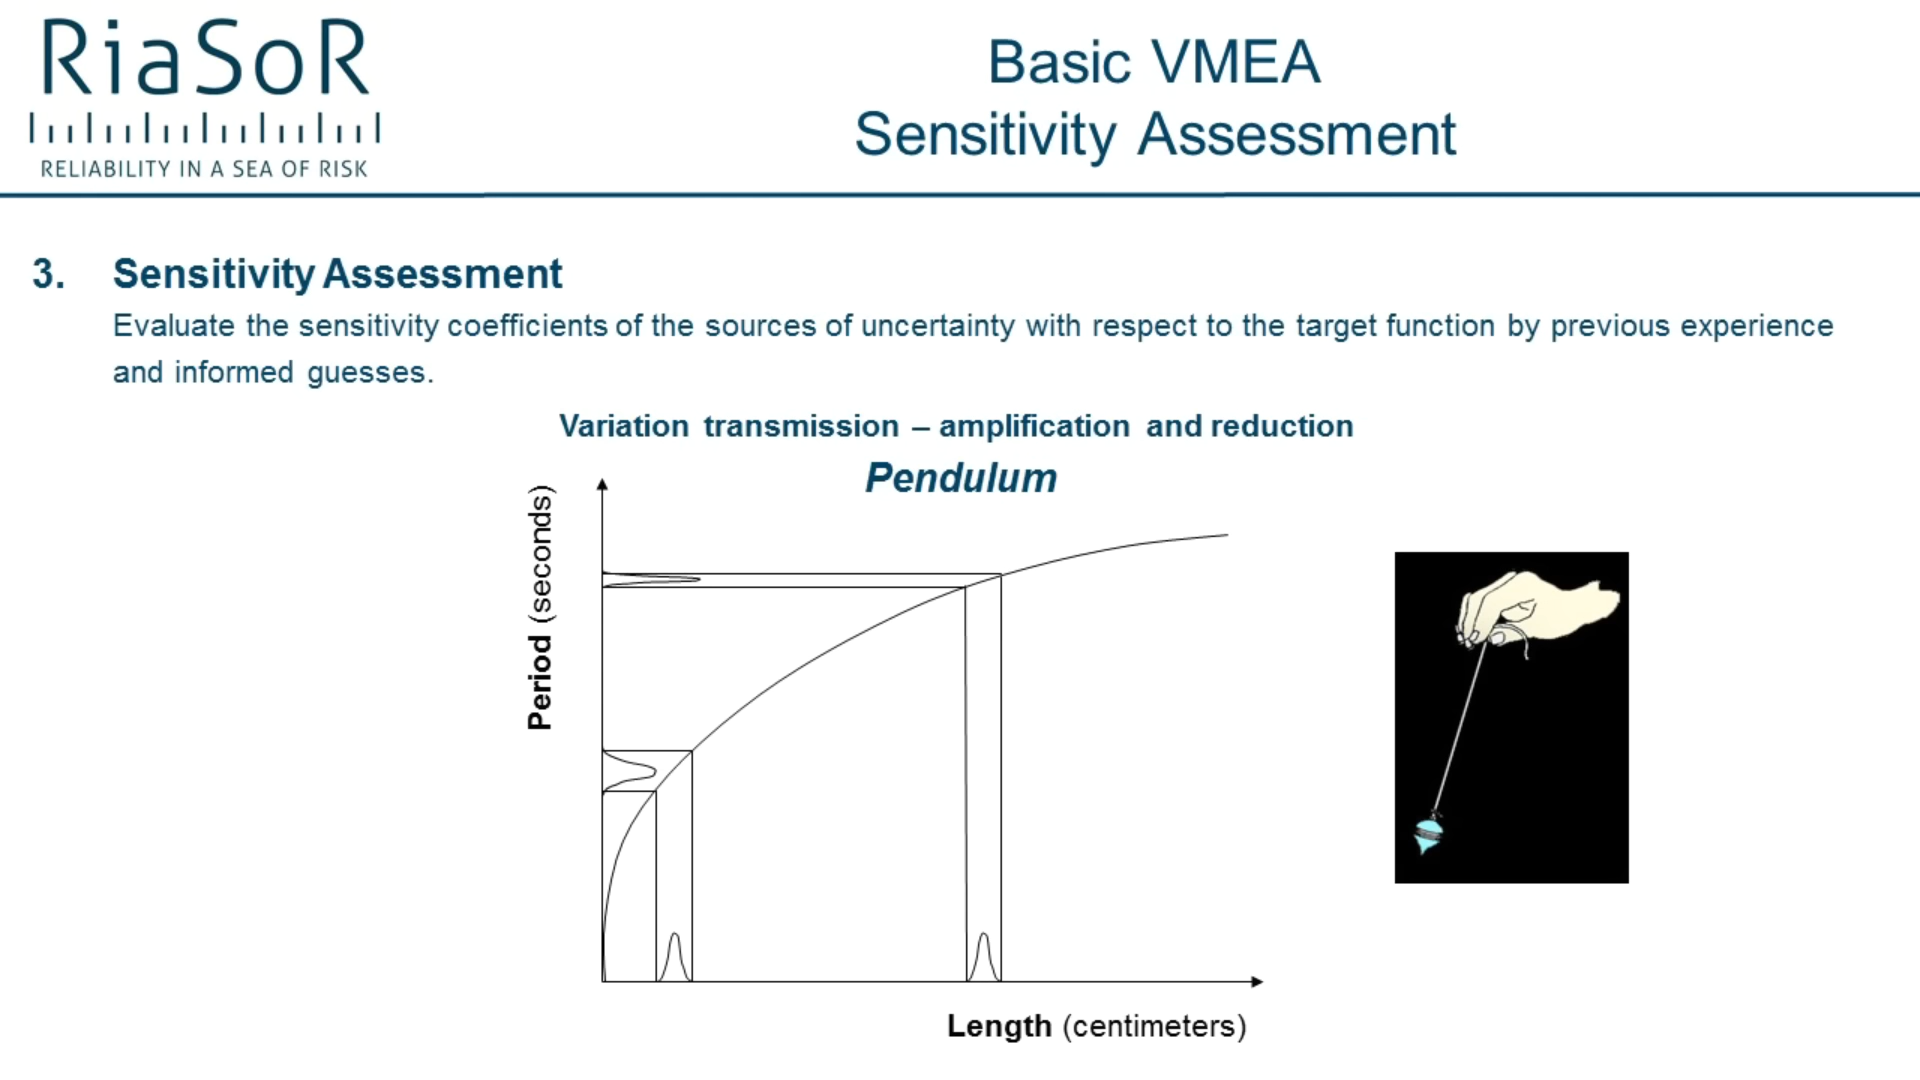 RiaSoR
RELIABILITY IN A SEA OF RISK
Basic VMEA
Sensitivity Assessment
3. Sensitivity Assessment
Evaluate the sensitivity coefficients of the sources of uncertainty with respect to the target function by previous experience
and informed guesses.
Variation transmission – amplification and reduction
Pendulum
Period (seconds)
Length (centimeters)